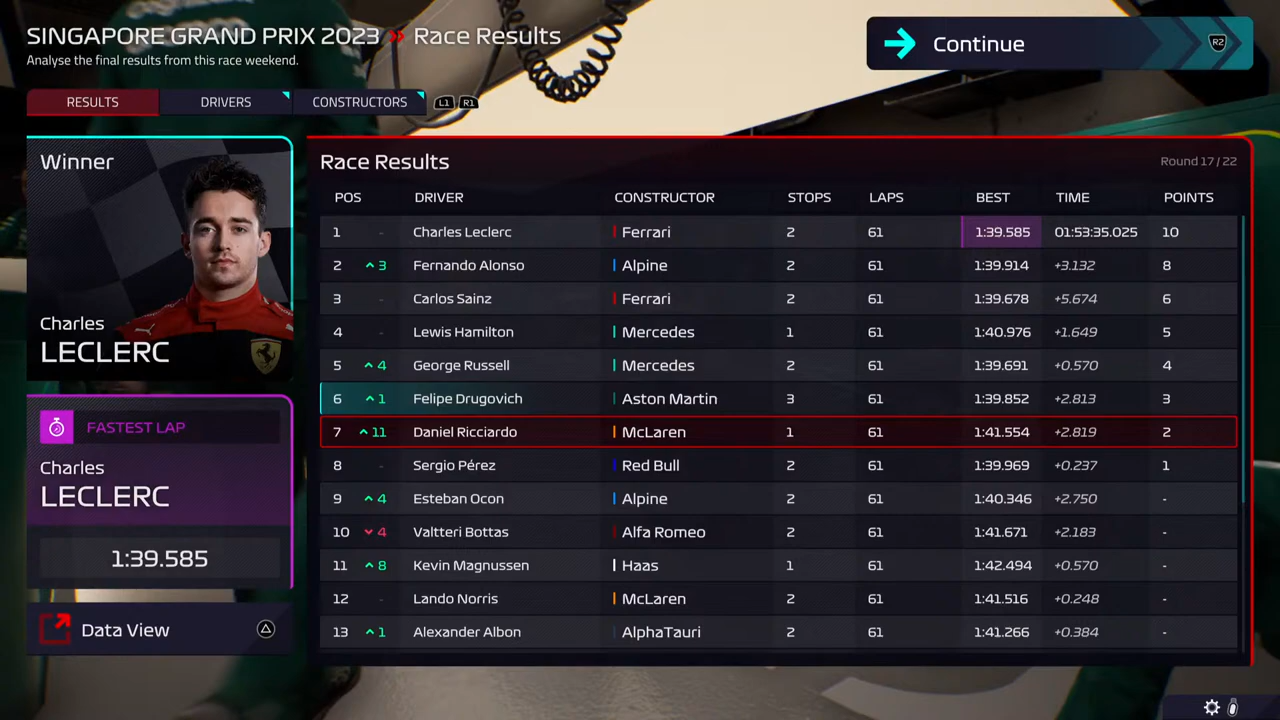 SINGAPORE GRAND PRIX 2023 » Race Results
Analyse the final results from this race weekend.
Continue R2
RESULTS DRIVERS CONSTRUCTORS L1 R1
Winner
Charles
LECLERC
FASTEST LAP
Charles
LECLERC
1:39.585
Data View
Race Results Round 17/22
POS DRIVER CONSTRUCTOR STOPS LAPS BEST TIME POINTS
1 - Charles Leclerc Ferrari 2 61 1:39.585 01:53:35.025 10
2 3 Fernando Alonso Alpine 2 61 1:39.914 +3.132 8
3 - Carlos Sainz Ferrari 2 61 1:39.678 +5.674 6
4 - Lewis Hamilton Mercedes 1 61 1:40.976 +1.649 5
5 4 George Russell Mercedes 2 61 1:39.691 +0.570 4
6 1 Felipe Drugovich Aston Martin 3 61 1:39.852 +2.813 3
7 11 Daniel Ricciardo McLaren 1 61 1:41.554 +2.819 2
8 - Sergio Pérez Red Bull 2 61 1:39.969 +0.237 1
9 4 Esteban Ocon Alpine 2 61 1:40.346 +2.750 -
10 4 Valtteri Bottas Alfa Romeo 2 61 1:41.671 +2.183 -
11 8 Kevin Magnussen Haas 1 61 1:42.494 +0.570 -
12 - Lando Norris McLaren 2 61 1:41.516 +0.248 -
13 1 Alexander Albon AlphaTauri 2 61 1:41.266 +0.384 -